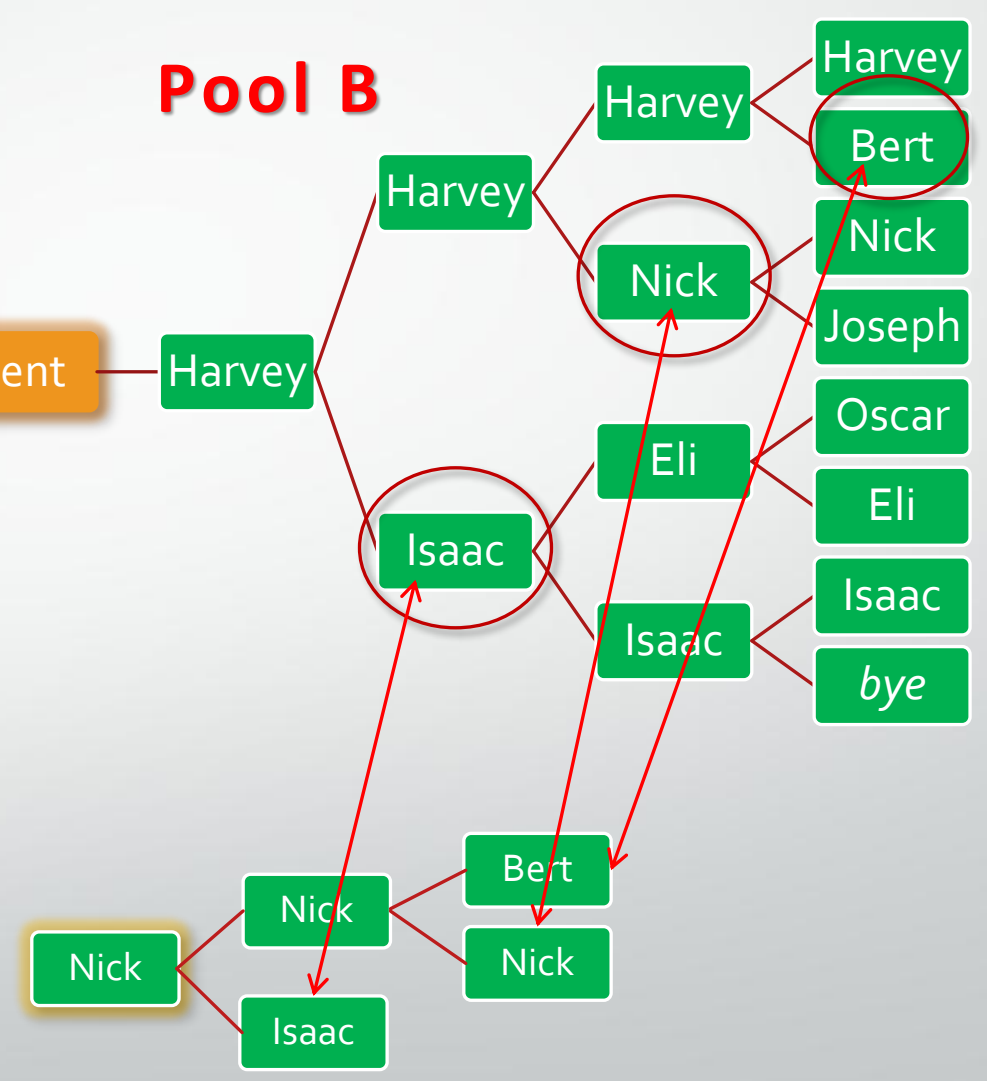 Pool B
Harvey
Harvey
Bert
Harvey
Nick
Nick
Joseph
ent
Harvey
Oscar
Eli
Eli
Isaac
Isaac
Isaac
bye
Bert
Nick
Nick
Nick
Isaac